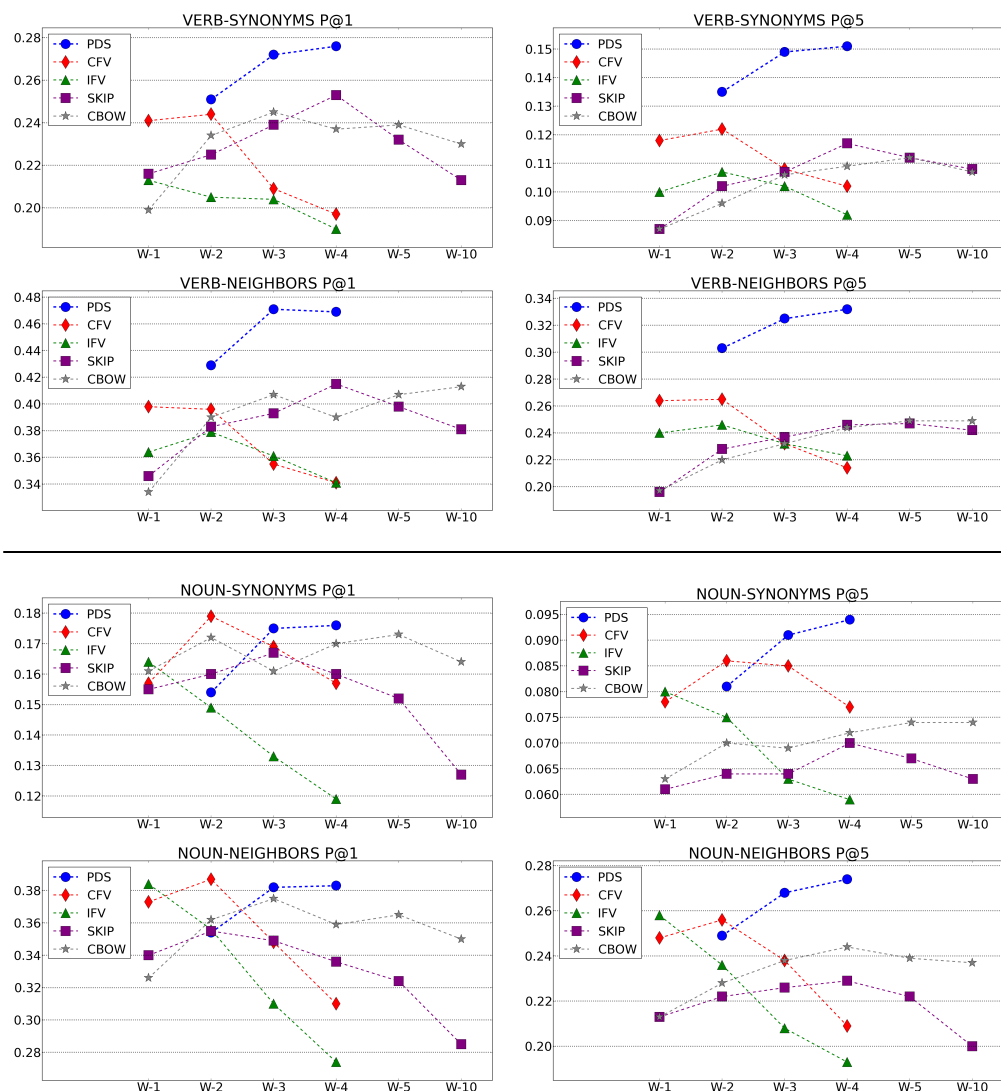 VERB-SYNONYMS P@1
0.28
0.26
0.24
0.22
0.20
PDS
CFV
IFV
SKIP
CBOW
W-1 W-2 W-3 W-4 W-5 W-10
VERB-SYNONYMS P@5
0.15
0.14
0.13
0.12
0.11
0.10
0.09
PDS
CFV
IFV
SKIP
CBOW
W-1 W-2 W-3 W-4 W-5 W-10
VERB-NEIGHBORS P@1
0.48
0.46
0.44
0.42
0.40
0.38
0.36
0.34
PDS
CFV
IFV
SKIP
CBOW
W-1 W-2 W-3 W-4 W-5 W-10
VERB-NEIGHBORS P@5
0.34
0.32
0.30
0.28
0.26
0.24
0.22
0.20
PDS
CFV
IFV
SKIP
CBOW
W-1 W-2 W-3 W-4 W-5 W-10
NOUN-SYNONYMS P@1
0.18
0.17
0.16
0.15
0.14
0.13
0.12
PDS
CFV
IFV
SKIP
CBOW
W-1 W-2 W-3 W-4 W-5 W-10
NOUN-SYNONYMS P@5
0.095
0.090
0.085
0.080
0.075
0.070
0.065
0.060
PDS
CFV
IFV
SKIP
CBOW
W-1 W-2 W-3 W-4 W-5 W-10
NOUN-NEIGHBORS P@1
0.38
0.36
0.34
0.32
0.30
0.28
PDS
CFV
IFV
SKIP
CBOW
W-1 W-2 W-3 W-4 W-5 W-10
NOUN-NEIGHBORS P@5
0.28
0.26
0.24
0.22
0.20
PDS
CFV
IFV
SKIP
CBOW
W-1 W-2 W-3 W-4 W-5 W-10